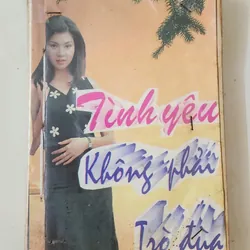 Tình yêu
Không phải
Trò đùa